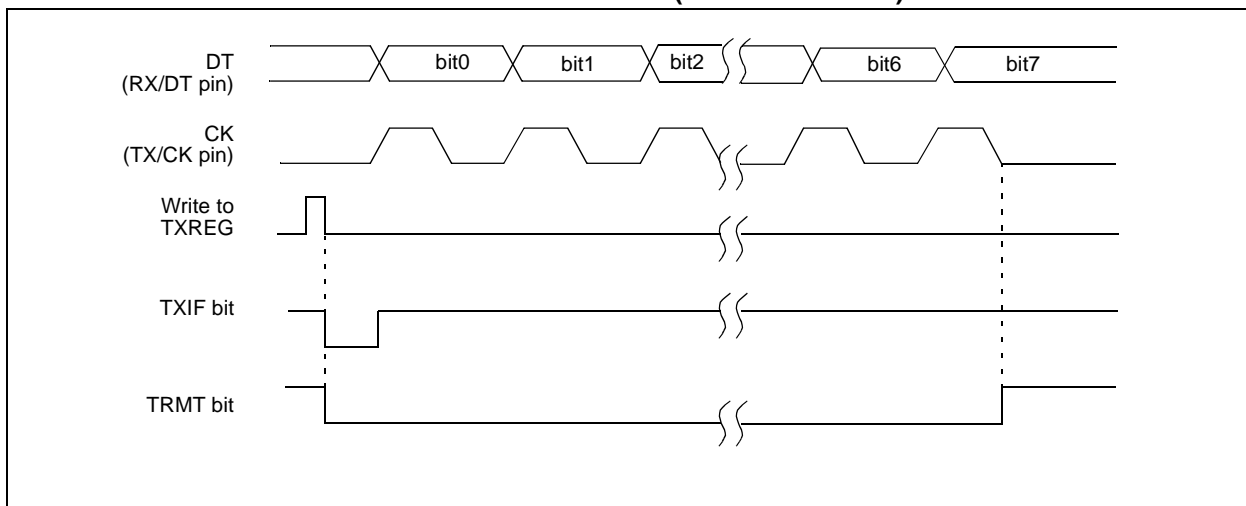 DT
(RX/DT pin)
bit0
bit1
bit2
bit6
bit7
CK
(TX/CK pin)
Write to
TXREG
TXIF bit
TRMT bit